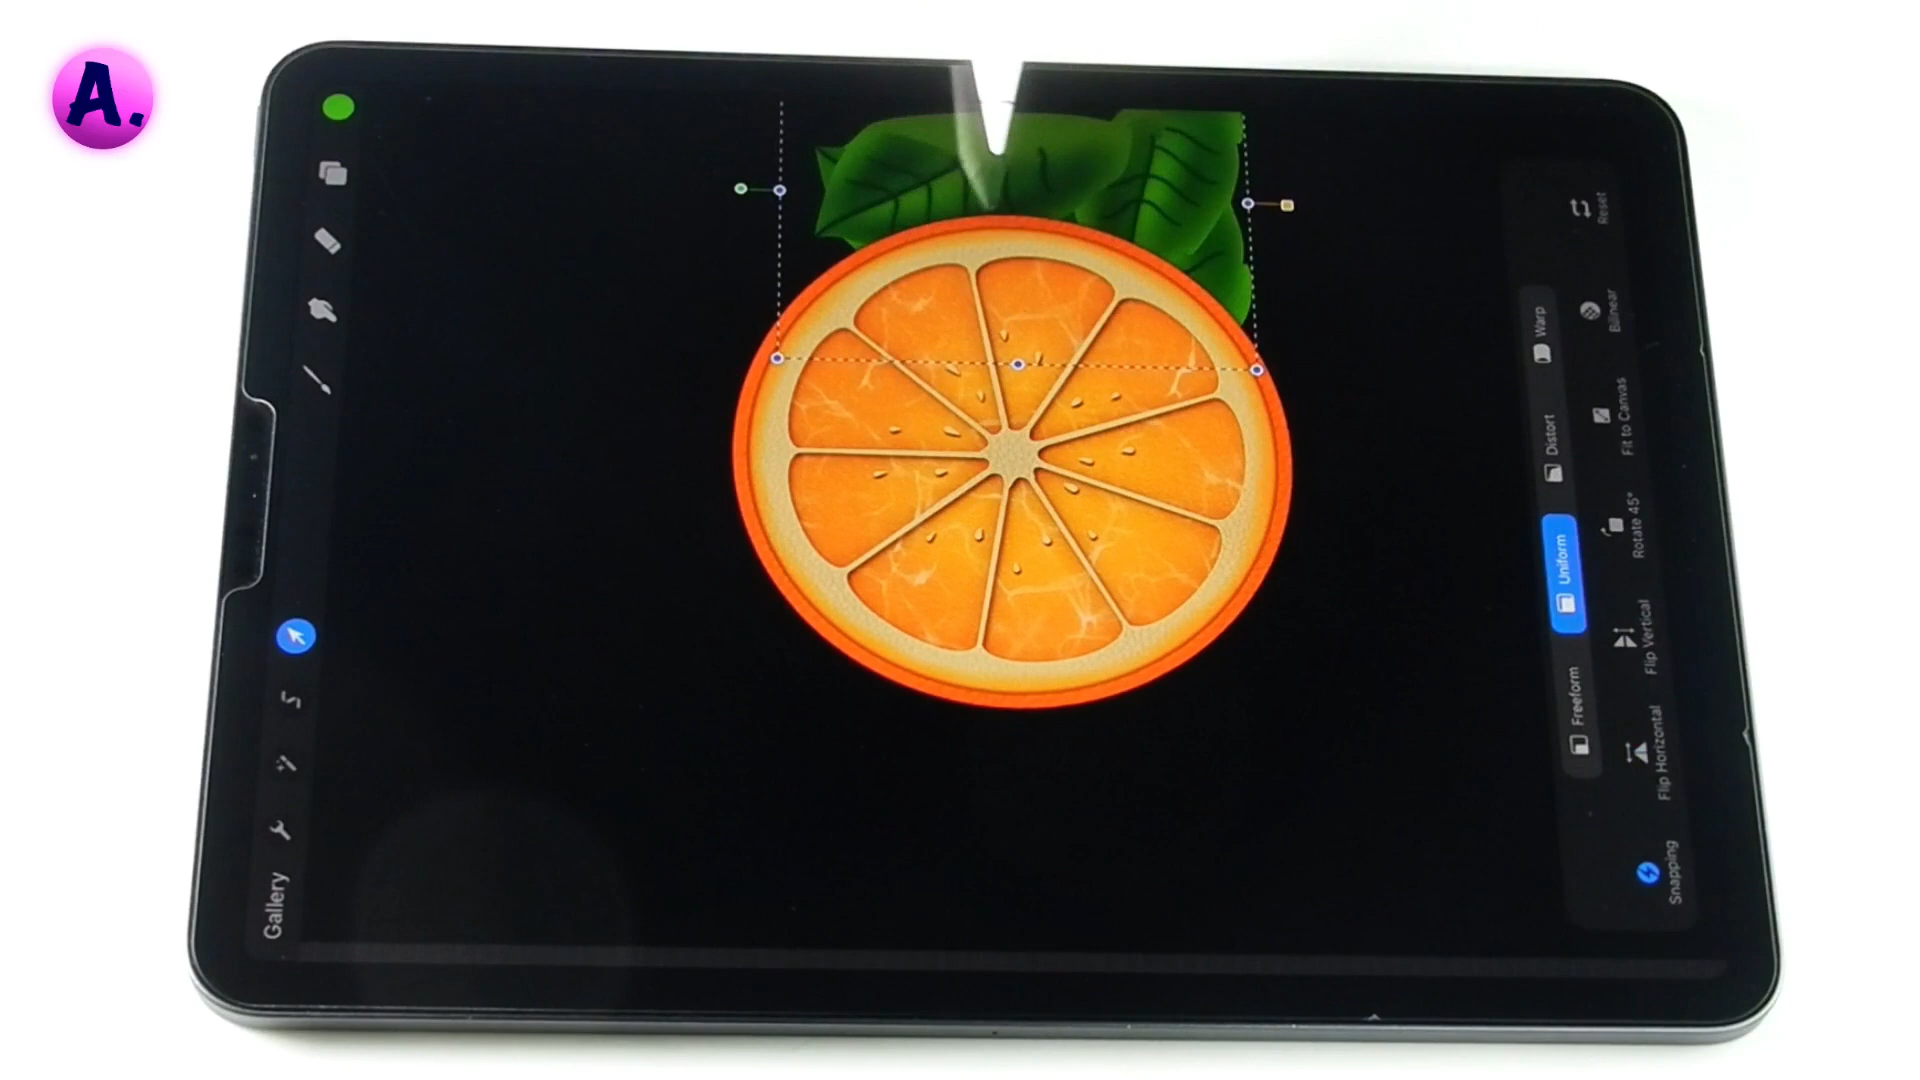 A.
Gallery
Freeform
Uniform
Distort
Warp
Snapping
Flip Horizontal
Flip Vertical
Rotate 45°
Fit to Canvas
Bilinear
Reset